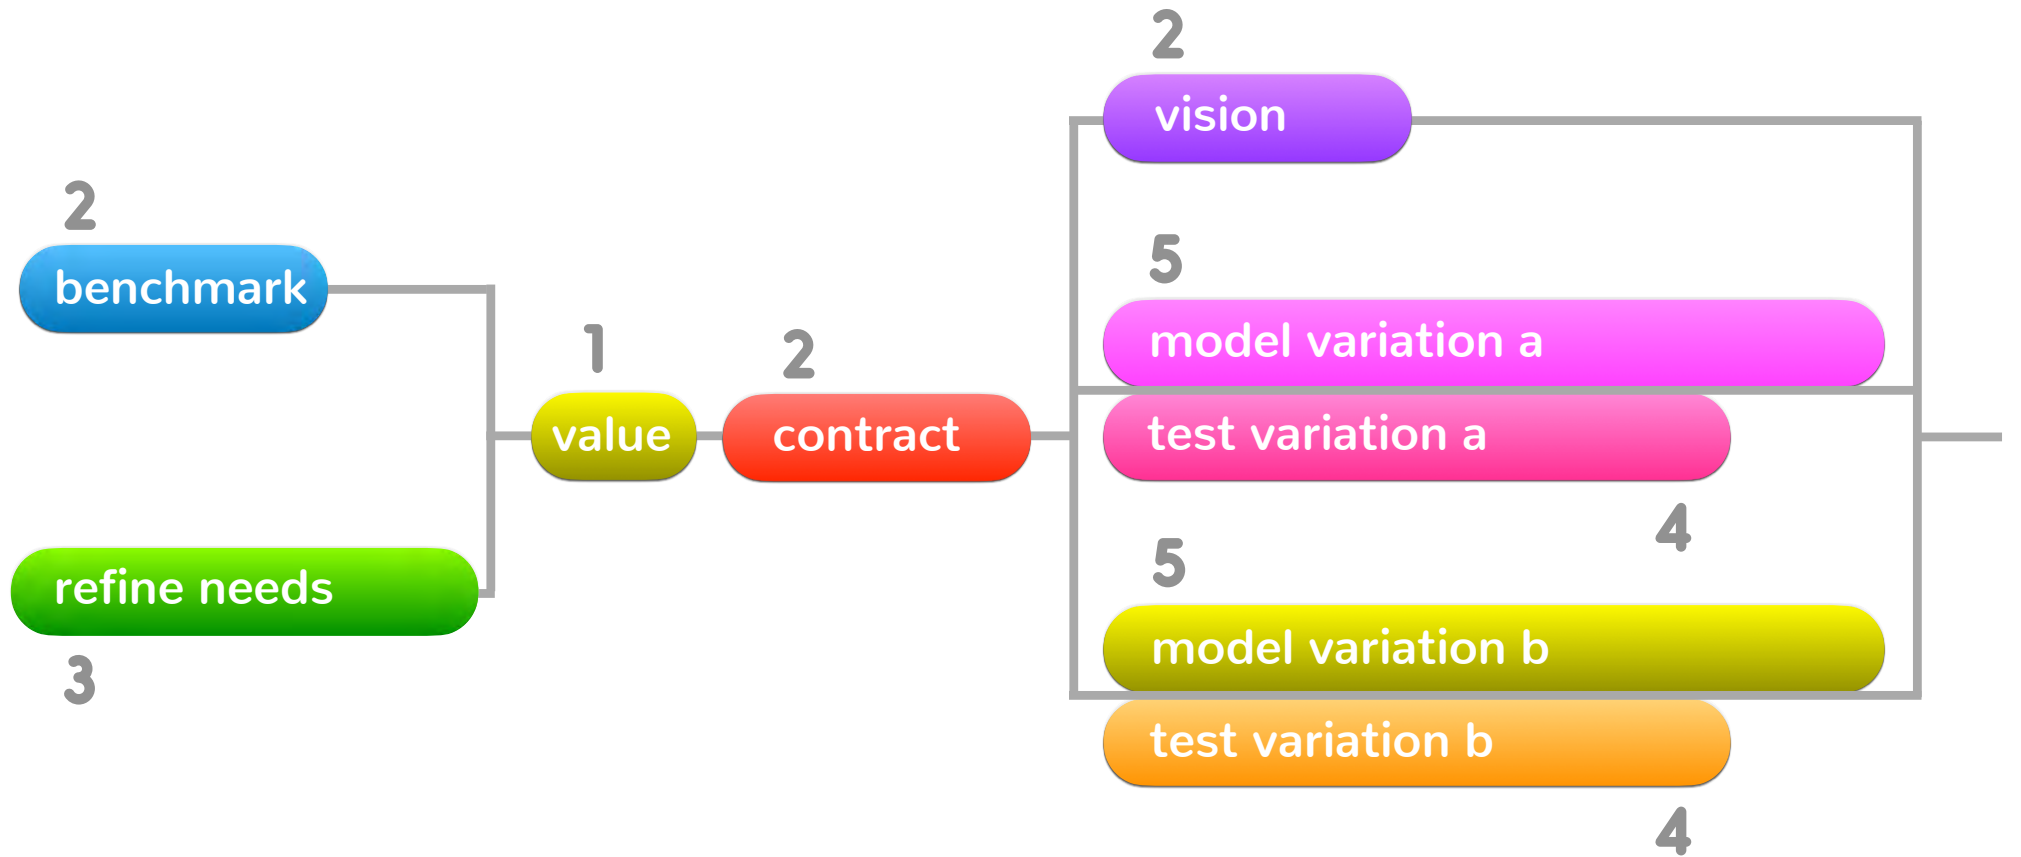 2
benchmark
refine needs
3
1
value
2
contract
2
vision
5
model variation a
test variation a
4
5
model variation b
test variation b
4